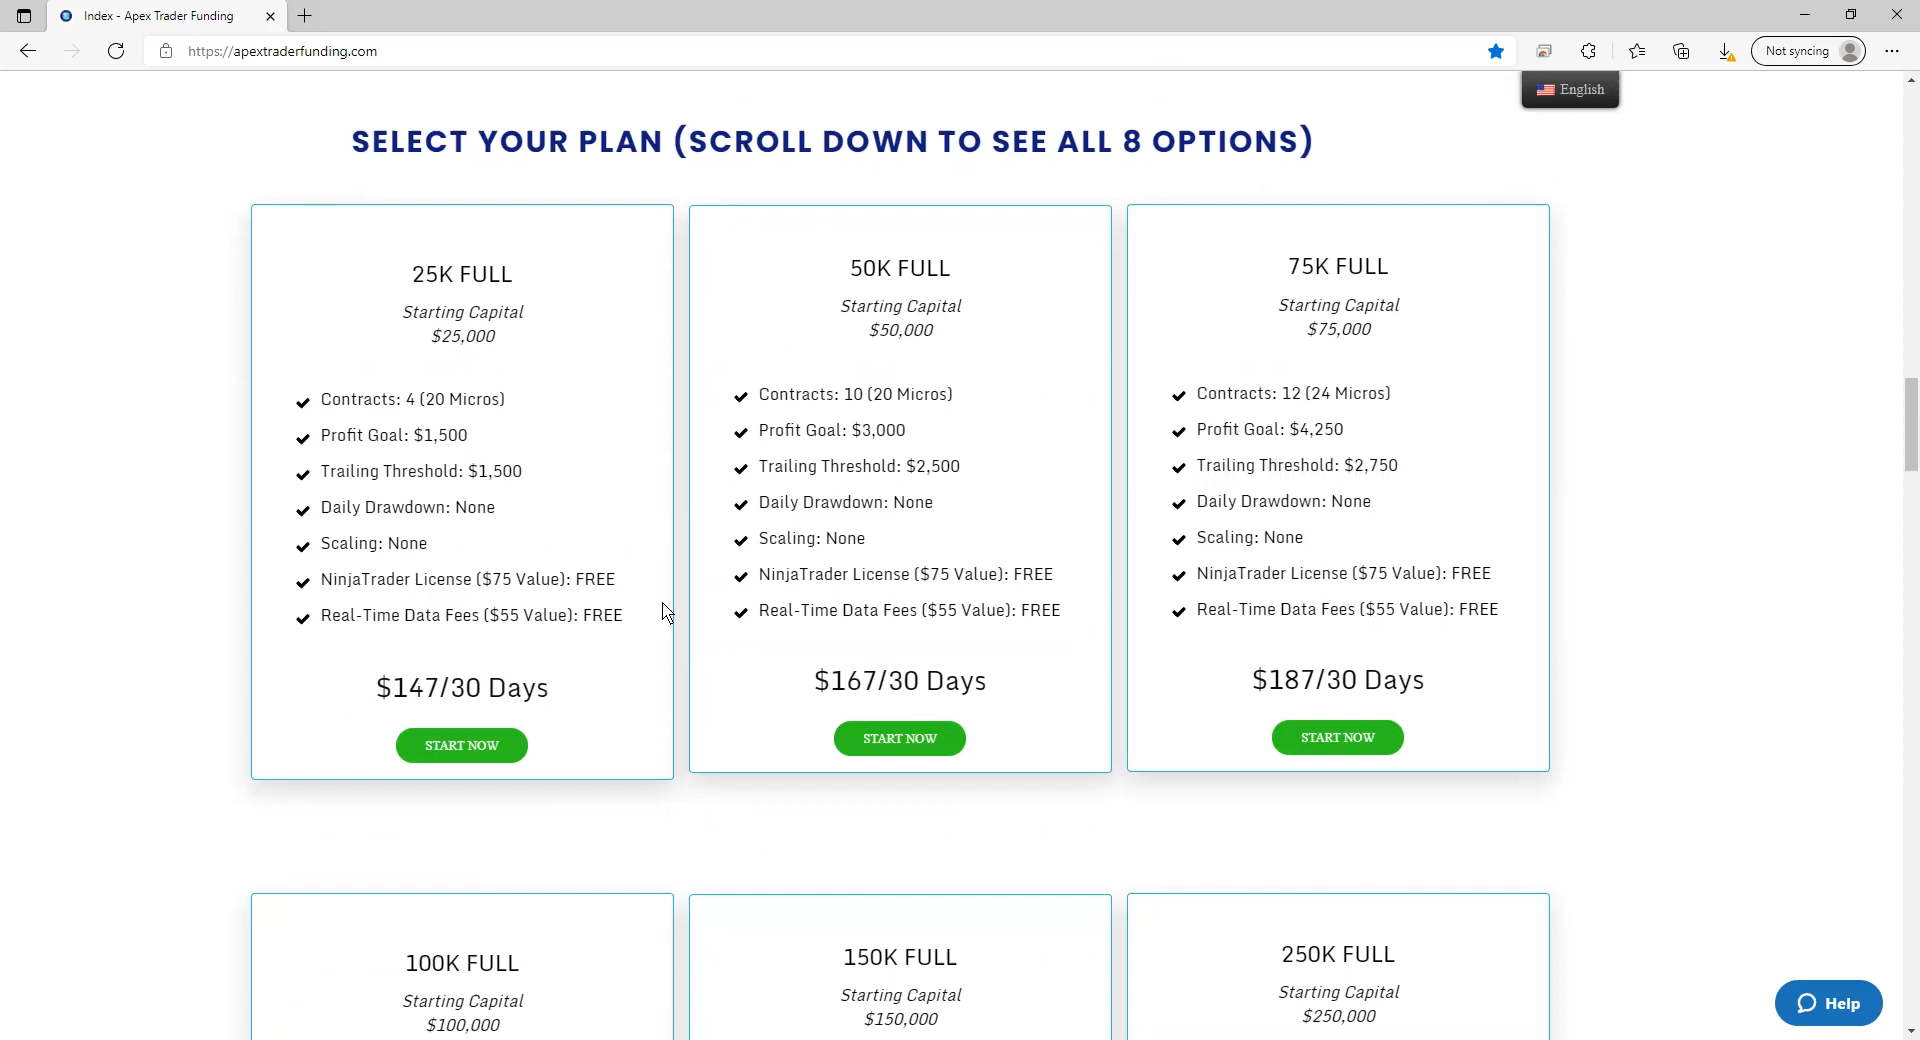 Index - Apex Trader Funding
https://apextraderfunding.com
Not syncing
English
SELECT YOUR PLAN (SCROLL DOWN TO SEE ALL 8 OPTIONS)
25K FULL
Starting Capital
$25,000
Contracts: 4 (20 Micros)
Profit Goal: $1,500
Trailing Threshold: $1,500
Daily Drawdown: None
Scaling: None
NinjaTrader License ($75 Value): FREE
Real-Time Data Fees ($55 Value): FREE
$147/30 Days
START NOW
50K FULL
Starting Capital
$50,000
Contracts: 10 (20 Micros)
Profit Goal: $3,000
Trailing Threshold: $2,500
Daily Drawdown: None
Scaling: None
NinjaTrader License ($75 Value): FREE
Real-Time Data Fees ($55 Value): FREE
$167/30 Days
START NOW
75K FULL
Starting Capital
$75,000
Contracts: 12 (24 Micros)
Profit Goal: $4,250
Trailing Threshold: $2,750
Daily Drawdown: None
Scaling: None
NinjaTrader License ($75 Value): FREE
Real-Time Data Fees ($55 Value): FREE
$187/30 Days
START NOW
100K FULL
Starting Capital
$100,000
150K FULL
Starting Capital
$150,000
250K FULL
Starting Capital
$250,000
Help